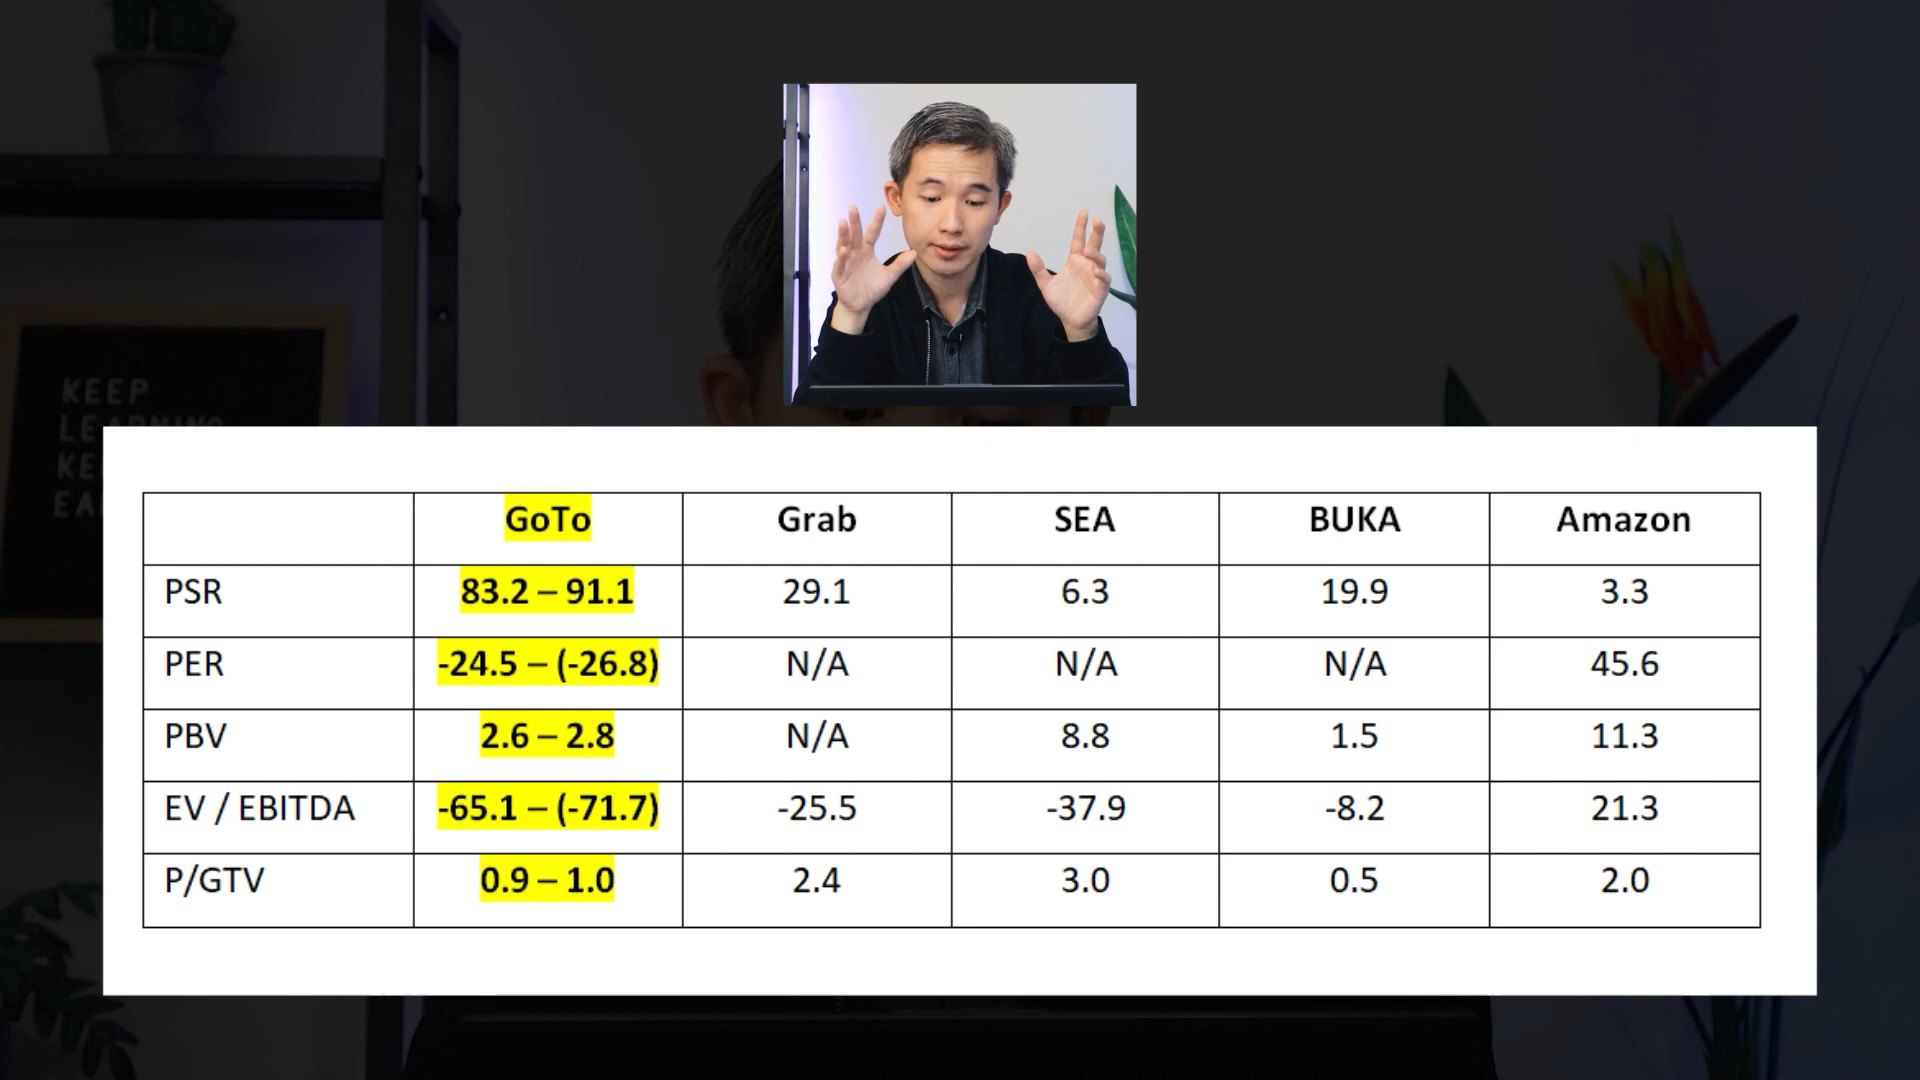 KEEP
LEARNING
KE
EA
GoTo Grab SEA BUKA Amazon
PSR 83.2 – 91.1 29.1 6.3 19.9 3.3
PER -24.5 – (-26.8) N/A N/A N/A 45.6
PBV 2.6 – 2.8 N/A 8.8 1.5 11.3
EV / EBITDA -65.1 – (-71.7) -25.5 -37.9 -8.2 21.3
P/GTV 0.9 – 1.0 2.4 3.0 0.5 2.0